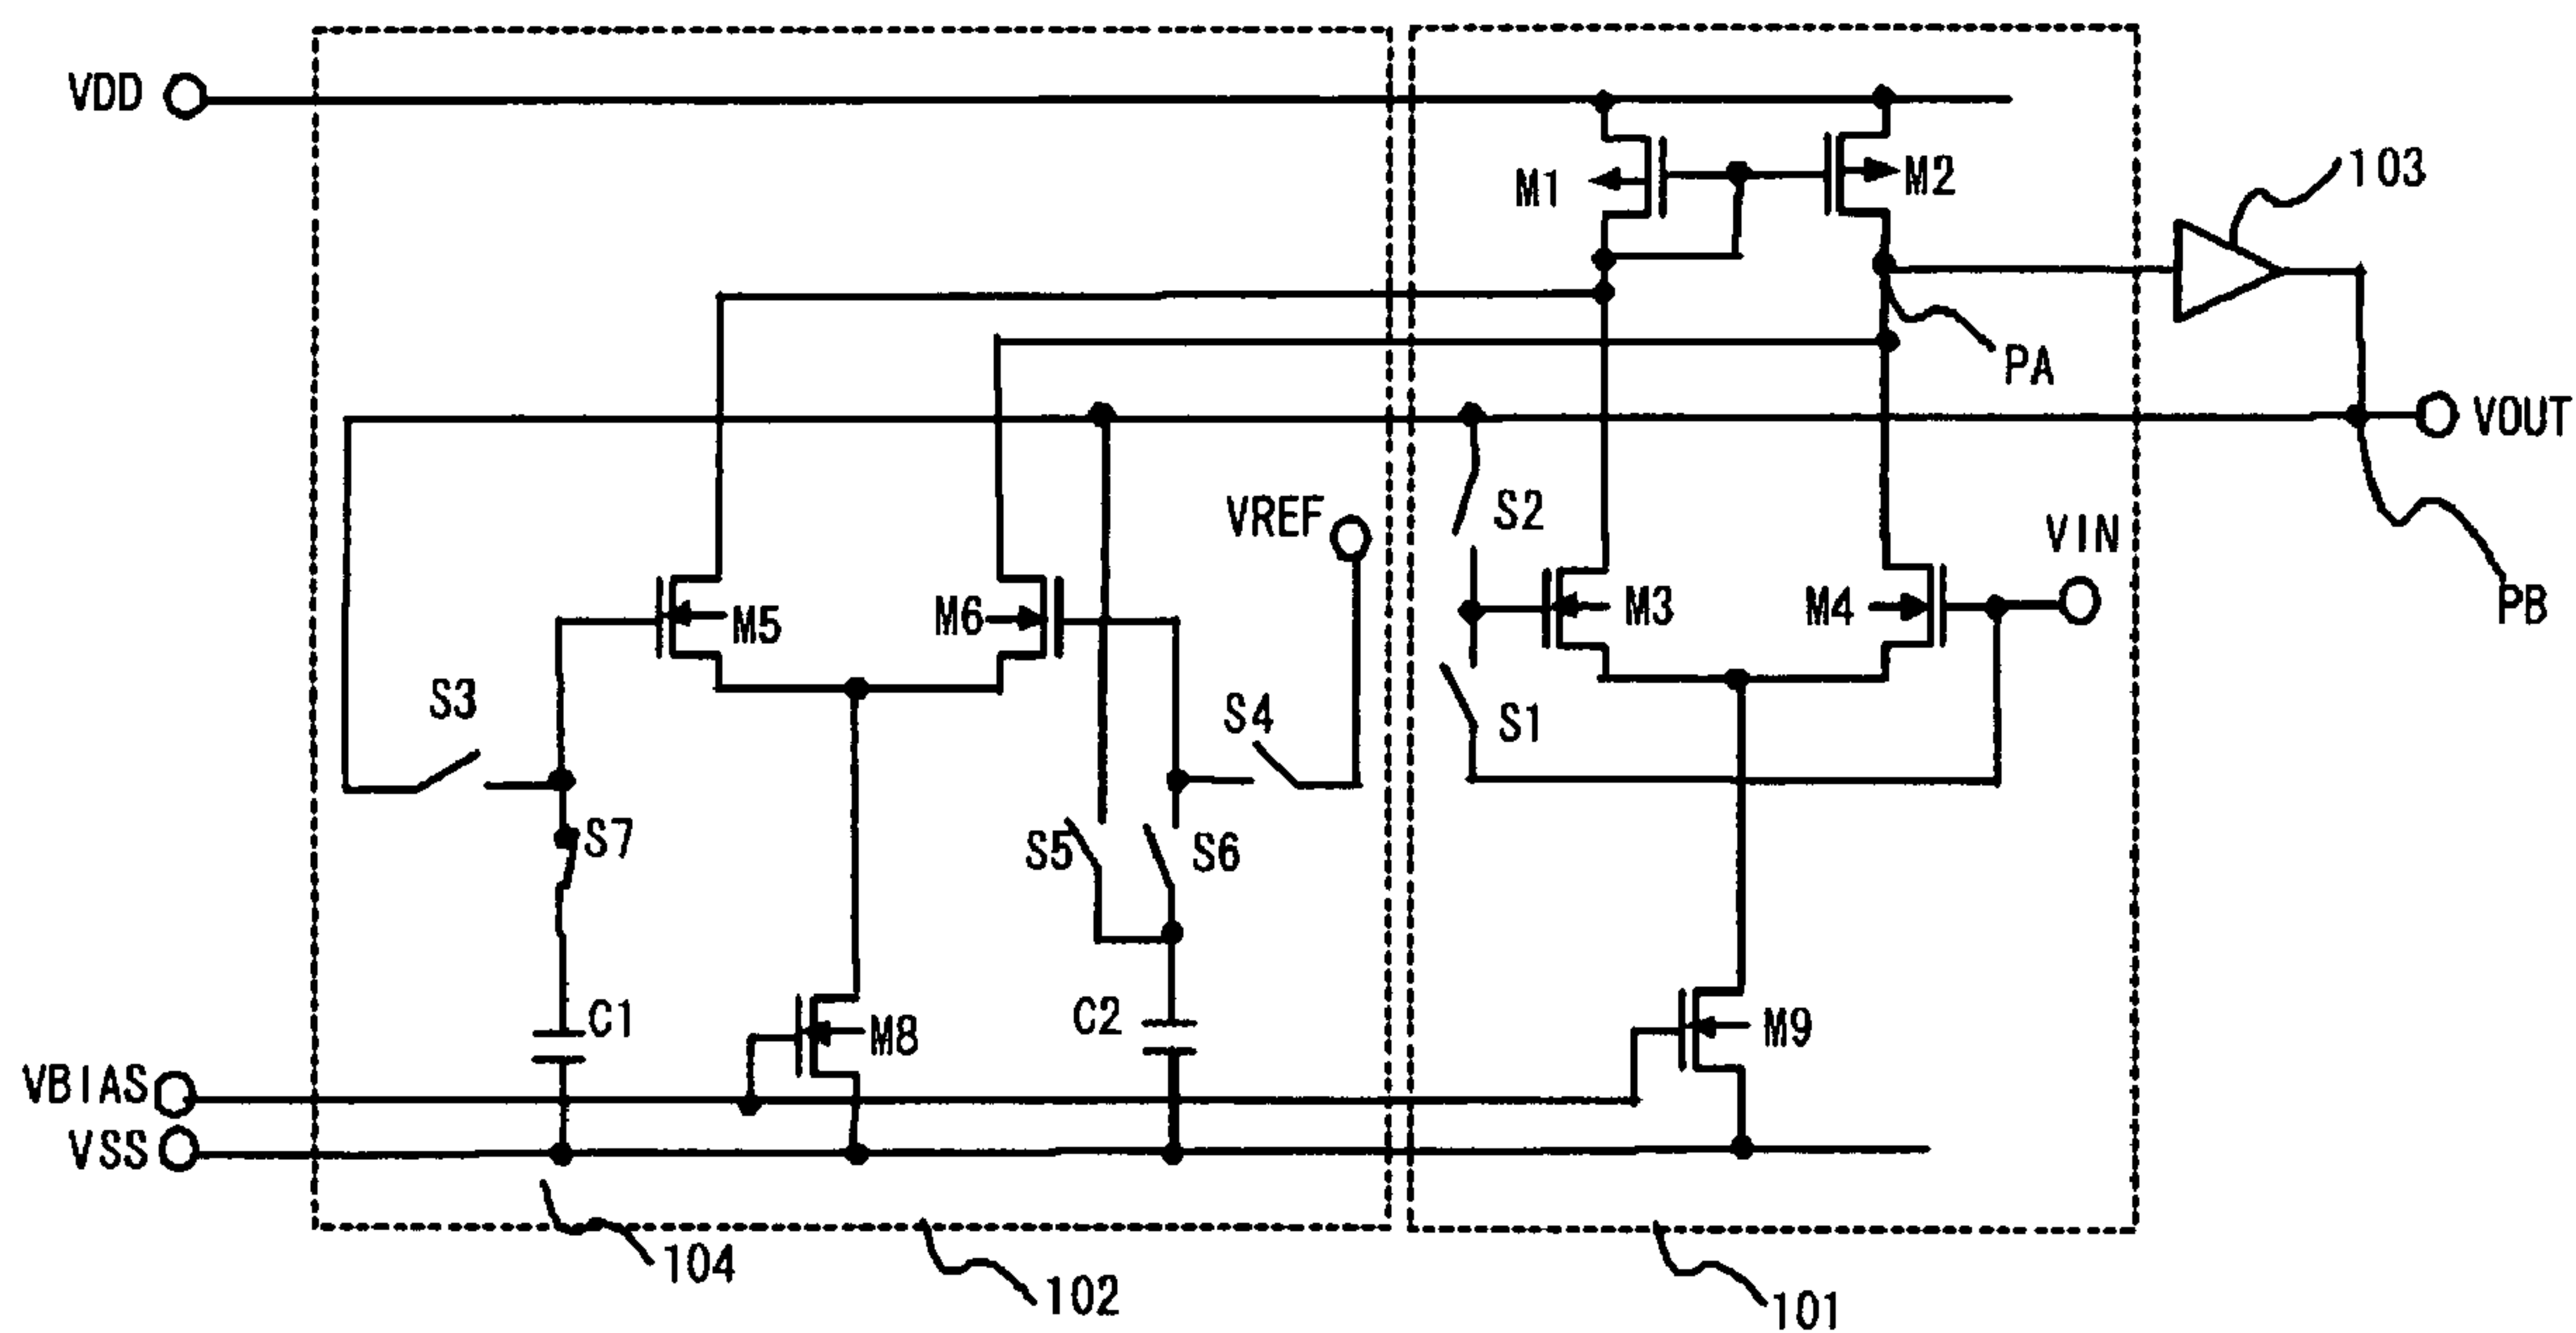 VDD
M1
M2
103
PA
VOUT
VREF
S2
VIN
M5
M6
M3
M4
PB
S3
S4
S1
S7
S5
S6
C1
M8
C2
M9
VBIAS
VSS
104
102
101